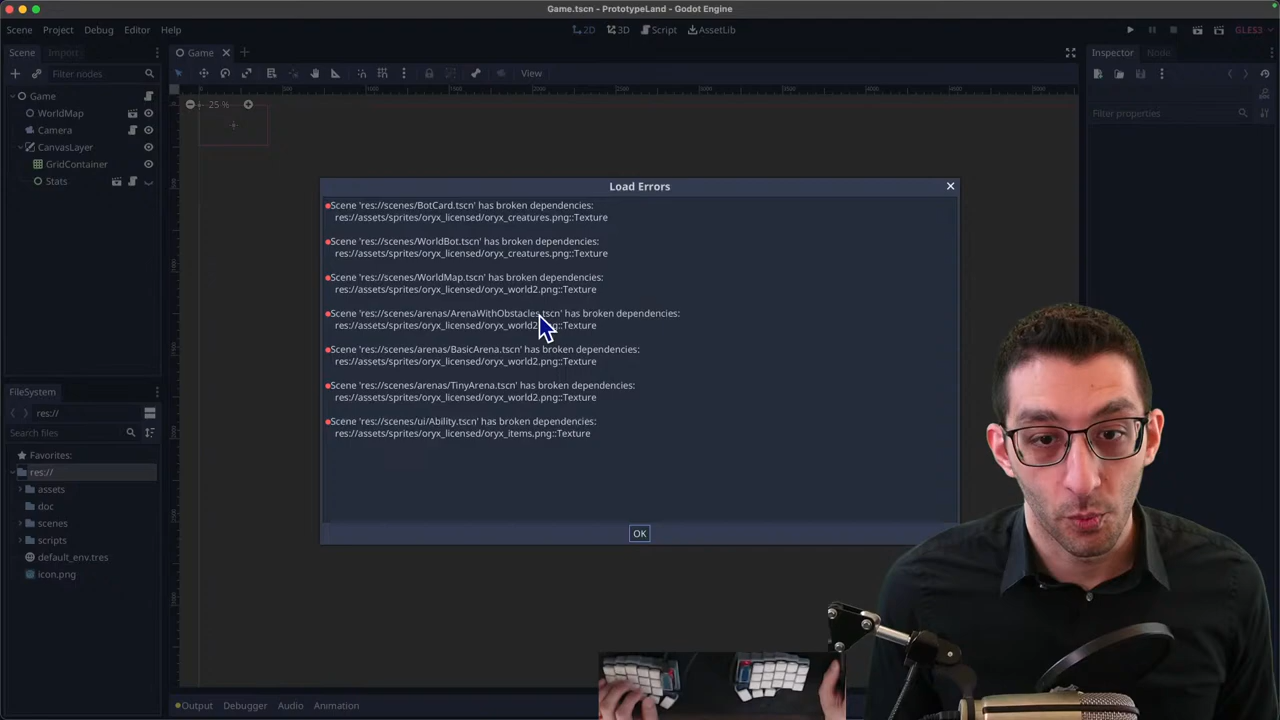 Game.tscn - PrototypeLand - Godot Engine
Scene Project Debug Editor Help
2D 3D Script AssetLib
GLES3
Scene Import
Game
Inspector Node
Filter nodes
View
Game
25 %
WorldMap
Filter properties
Camera
CanvasLayer
GridContainer
Stats
Load Errors
Scene 'res://scenes/BotCard.tscn' has broken dependencies:
res://assets/sprites/oryx_licensed/oryx_creatures.png::Texture
Scene 'res://scenes/WorldBot.tscn' has broken dependencies:
res://assets/sprites/oryx_licensed/oryx_creatures.png::Texture
Scene 'res://scenes/WorldMap.tscn' has broken dependencies:
res://assets/sprites/oryx_licensed/oryx_world2.png::Texture
Scene 'res://scenes/arenas/ArenaWithObstacles.tscn' has broken dependencies:
res://assets/sprites/oryx_licensed/oryx_world2.png::Texture
Scene 'res://scenes/arenas/BasicArena.tscn' has broken dependencies:
res://assets/sprites/oryx_licensed/oryx_world2.png::Texture
Scene 'res://scenes/arenas/TinyArena.tscn' has broken dependencies:
res://assets/sprites/oryx_licensed/oryx_world2.png::Texture
Scene 'res://scenes/ui/Ability.tscn' has broken dependencies:
res://assets/sprites/oryx_licensed/oryx_items.png::Texture
OK
FileSystem
res://
Search files
Favorites:
res://
assets
doc
scenes
scripts
default_env.tres
icon.png
Output Debugger Audio Animation